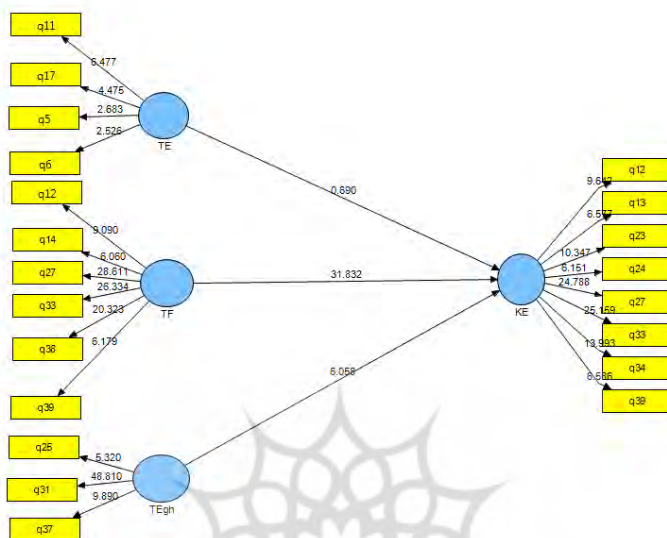 q11
6.477
q17
4.475
q5
2.683
q6
2.526
TE
0.890
q12
9.090
q14
6.060
q27
28.611
q33
26.334
20.323
q39
6.179
TF
31.832
q25
5.320
q31
48.810
q37
9.890
TEgh
6.058
KE
q12
q13
q23
10.347
q24
6.151
q27
24.788
q33
25.159
q34
13.993
q39